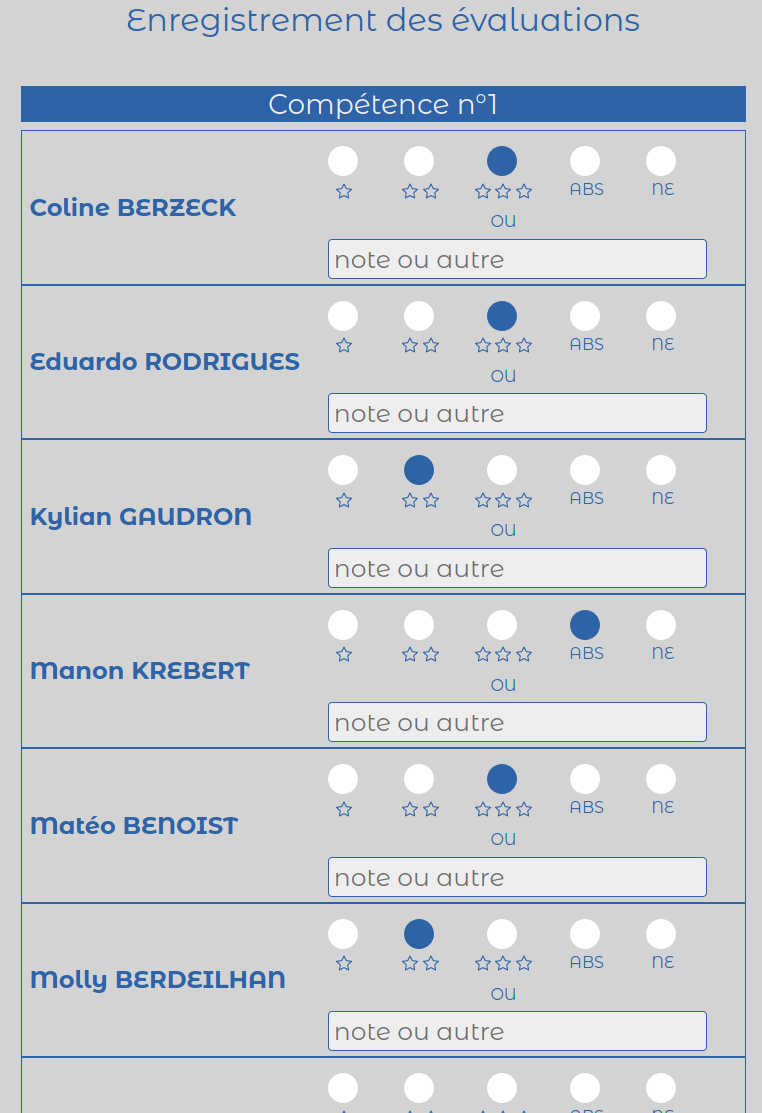 Enregistrement des évaluations
Compétence n°1
Coline BERZECK
☆ ☆☆ ☆☆☆ ABS NE
ou
note ou autre
Eduardo RODRIGUES
☆ ☆☆ ☆☆☆ ABS NE
ou
note ou autre
Kylian GAUDRON
☆ ☆☆ ☆☆☆ ABS NE
ou
note ou autre
Manon KREBERT
☆ ☆☆ ☆☆☆ ABS NE
ou
note ou autre
Matéo BENOIST
☆ ☆☆ ☆☆☆ ABS NE
ou
note ou autre
Molly BERDEILHAN
☆ ☆☆ ☆☆☆ ABS NE
ou
note ou autre